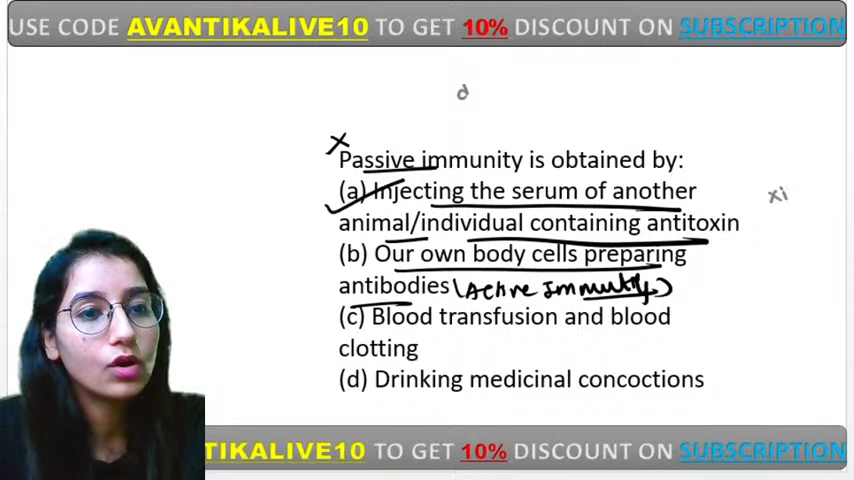 USE CODE AVANTIKALIVE10 TO GET 10% DISCOUNT ON SUBSCRIPTION
d
Passive immunity is obtained by:
(a) Injecting the serum of another
xi
animal/individual containing antitoxin
(b) Our own body cells preparing
antibodies (Active Immunity)
(c) Blood transfusion and blood
clotting
(d) Drinking medicinal concoctions
TIKALIVE10 TO GET 10% DISCOUNT ON SUBSCRIPTION